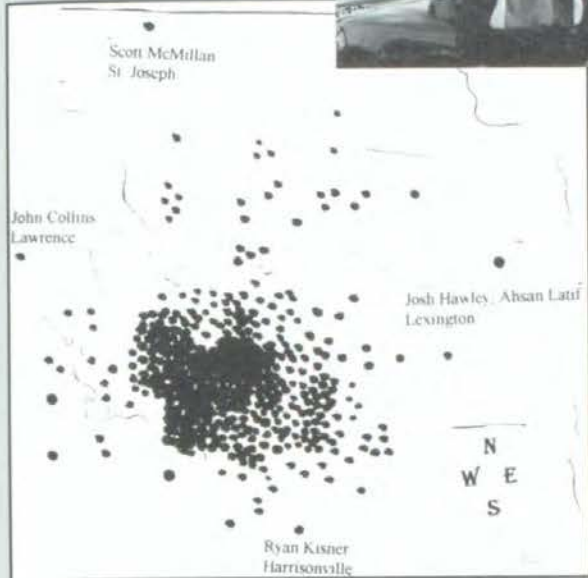 Scott McMillan
St. Joseph
John Collins
Lawrence
Josh Hawley, Ahsan Latif
Lexington
N
W E
S
Ryan Kisner
Harrisonville